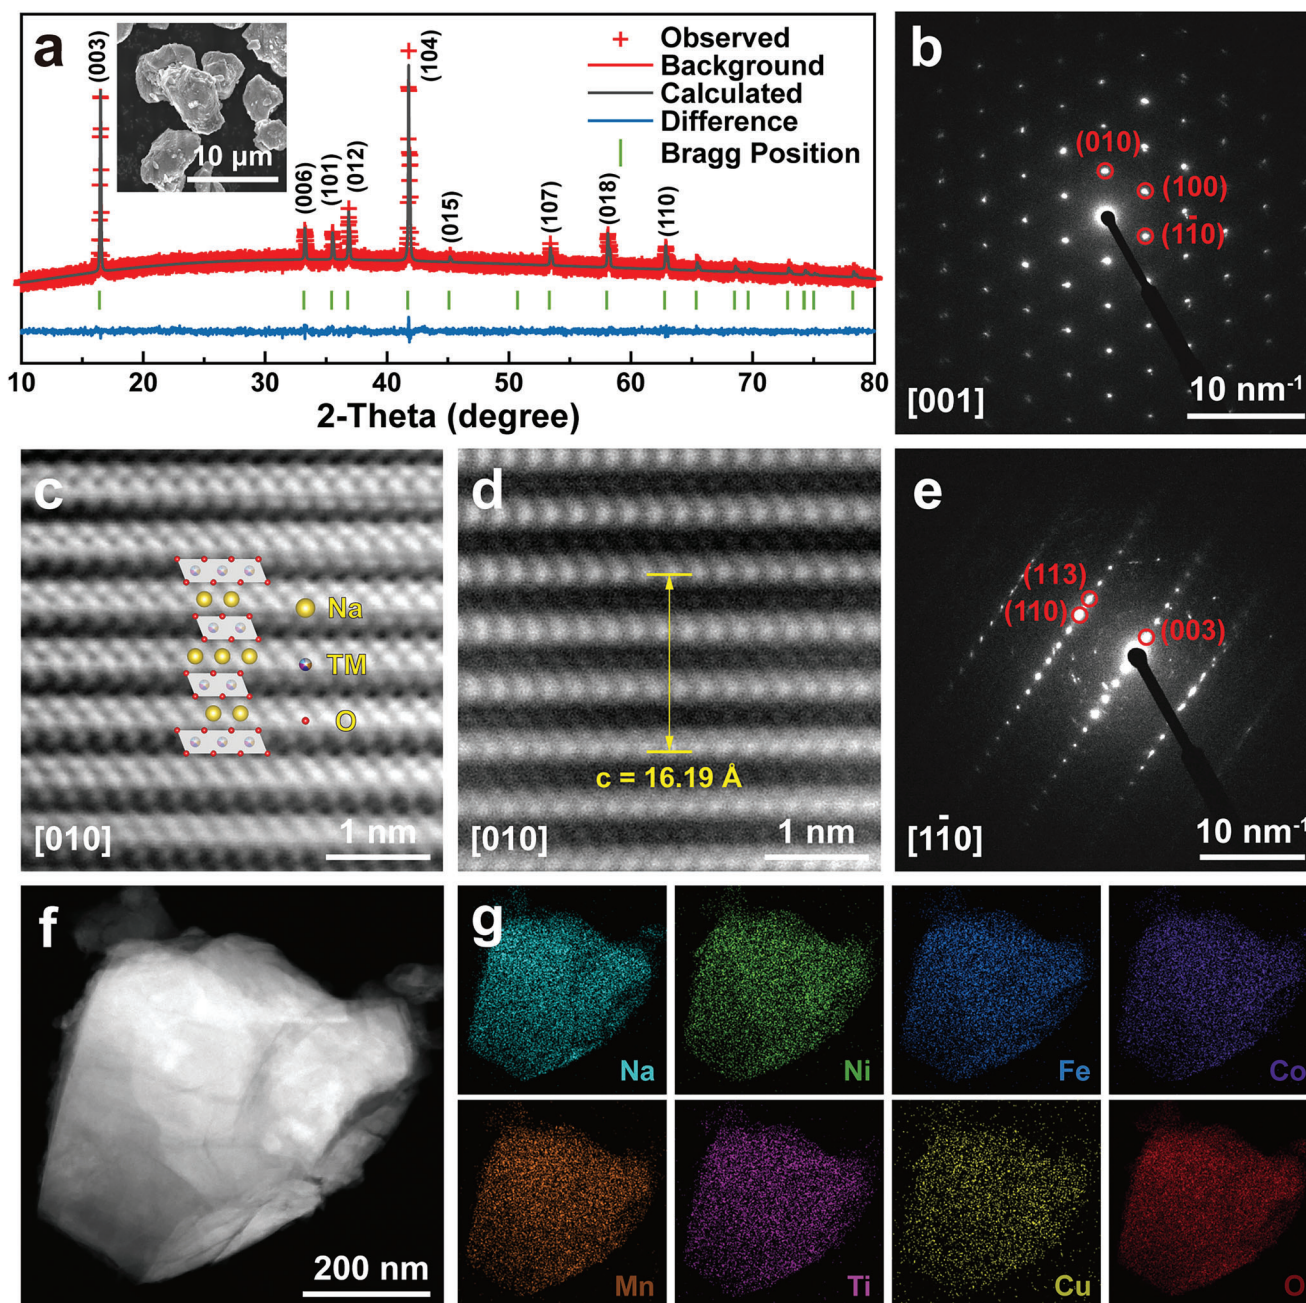 a
(003)
10 µm
(006)
(101)
(012)
(104)
(015)
(107)
(018)
(110)
Observed
Background
Calculated
Difference
Bragg Position
10 20 30 40 50 60 70 80
2-Theta (degree)
b
(010)
(100)
(11̄0)
[001]
10 nm⁻¹
c
Na
TM
O
[010]
1 nm
d
c = 16.19 Å
[010]
1 nm
e
(113)
(110)
(003)
[11̄0]
10 nm⁻¹
f
200 nm
g
Na
Ni
Fe
Co
Mn
Ti
Cu
O